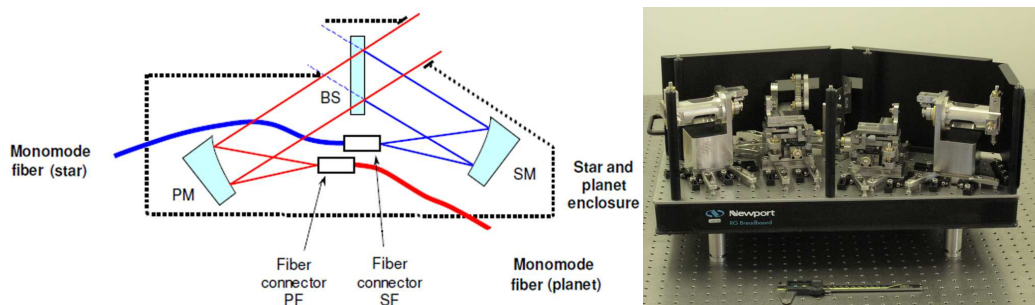 BS
Monomode
fiber (star)
PM
SM
Star and
planet
enclosure
Fiber
connector
PF
Fiber
connector
SF
Monomode
fiber (planet)
Newport
RG Breadboard